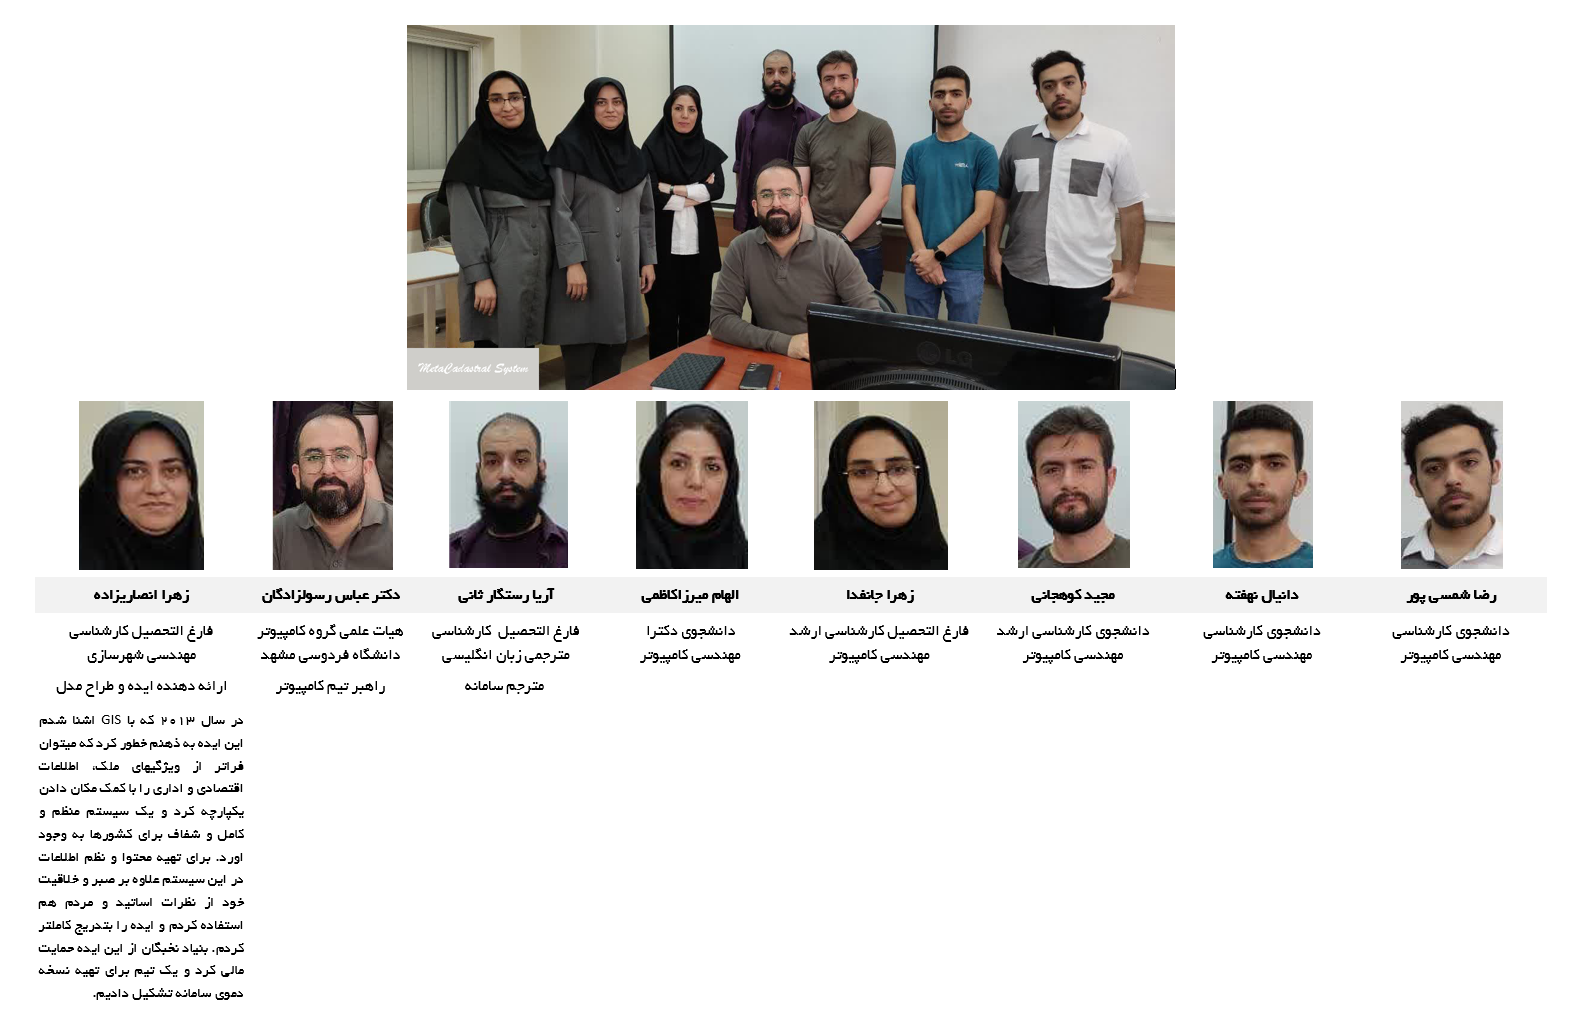 MetaCadastral System
LG
زهرا انصاریزاده
فارغ التحصیل کارشناسی
مهندسی شهرسازی
ارائه دهنده ایده و طراح مدل
در سال ۲۰۱۳ که با GIS اشنا شدم
این ایده به ذهنم خطور کرد که میتوان
فراتر از ویژگیهای ملک، اطلاعات
اقتصادی و اداری را با کمک مکان دادن
یکپارچه کرد و یک سیستم منظم و
کامل و شفاف برای کشورها به وجود
اورد. برای تهیه محتوا و نظم اطلاعات
در این سیستم علاوه بر صبر و خلاقیت
خود از نظرات اساتید و مردم هم
استفاده کردم و ایده را بتدریج کاملتر
کردم. بنیاد نخبگان از این ایده حمایت
مالی کرد و یک تیم برای تهیه نسخه
دموی سامانه تشکیل دادیم.
دکتر عباس رسولزادگان
هیات علمی گروه کامپیوتر
دانشگاه فردوسی مشهد
راهبر تیم کامپیوتر
آریا رستگار ثانی
فارغ التحصیل کارشناسی
مترجمی زبان انگلیسی
مترجم سامانه
الهام میرزاکاظمی
دانشجوی دکترا
مهندسی کامپیوتر
زهرا جانفدا
فارغ التحصیل کارشناسی ارشد
مهندسی کامپیوتر
مجید کوهجانی
دانشجوی کارشناسی ارشد
مهندسی کامپیوتر
دانیال نهفته
دانشجوی کارشناسی
مهندسی کامپیوتر
رضا شمسی پور
دانشجوی کارشناسی
مهندسی کامپیوتر